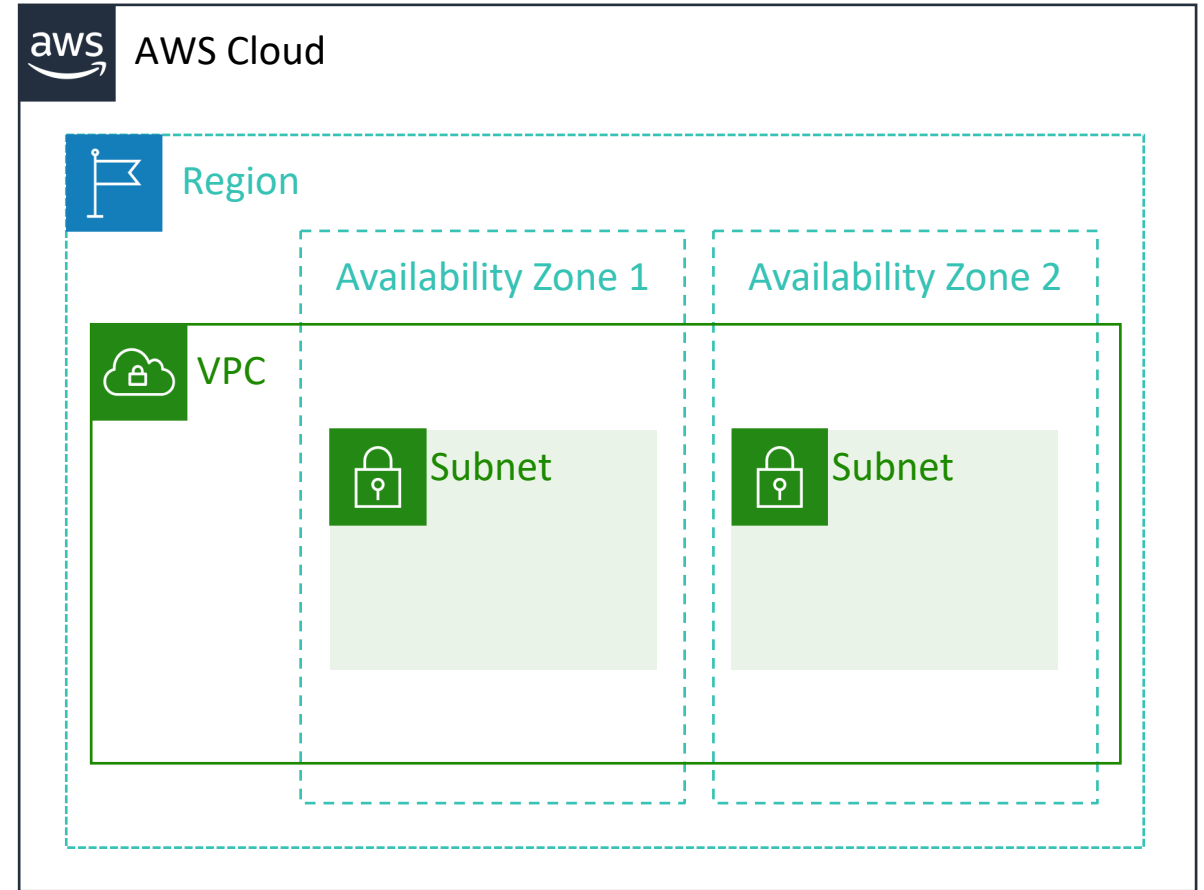 aws
AWS Cloud
Region
Availability Zone 1
Availability Zone 2
VPC
Subnet
Subnet